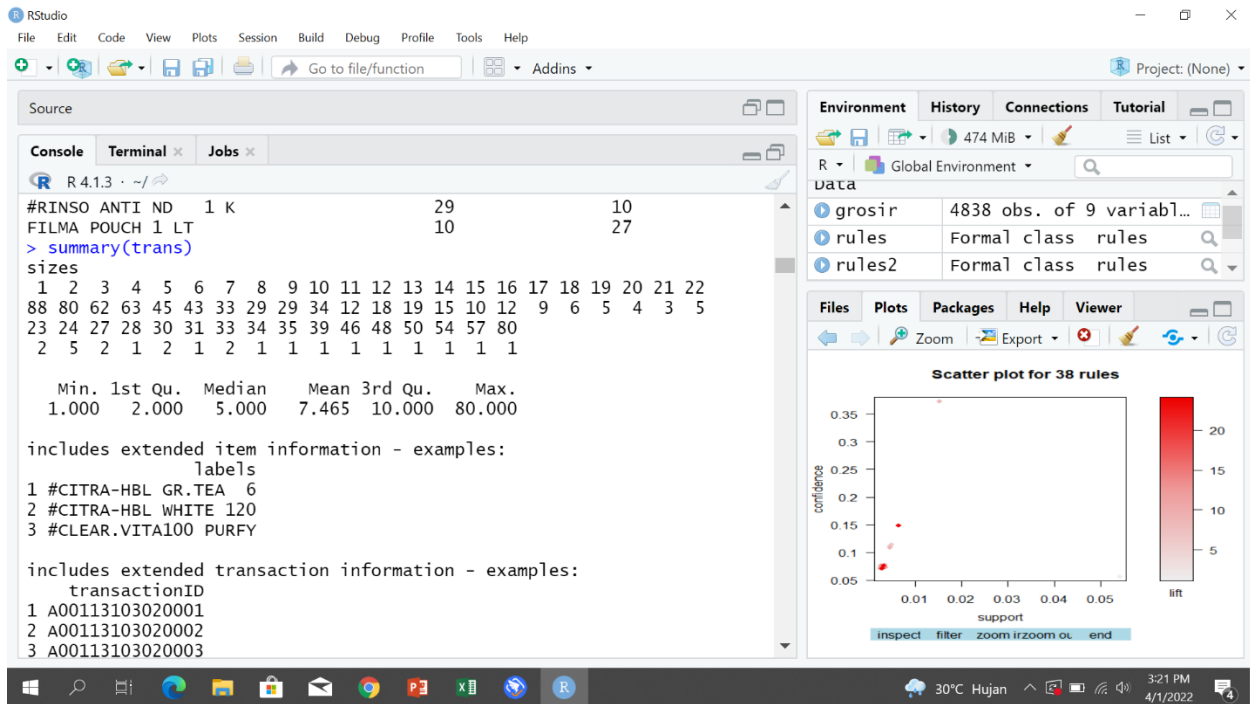 RStudio
File Edit Code View Plots Session Build Debug Profile Tools Help
Go to file/function Addins Project: (None)
Source
Console Terminal Jobs
R 4.1.3 · ~/
#RINSO ANTI ND   1 K                    29              10
FILMA POUCH 1 LT                        10              27
> summary(trans)
sizes
 1  2  3  4  5  6  7  8  9 10 11 12 13 14 15 16 17 18 19 20 21 22
88 80 62 63 45 43 33 29 29 34 12 18 19 15 10 12  9  6  5  4  3  5
23 24 27 28 30 31 33 34 35 39 46 48 50 54 57 80
 2  5  2  1  2  1  2  1  1  1  1  1  1  1  1  1
   Min. 1st Qu.  Median    Mean 3rd Qu.    Max.
  1.000   2.000   5.000   7.465  10.000  80.000
includes extended item information - examples:
               labels
1 #CITRA-HBL GR.TEA  6
2 #CITRA-HBL WHITE 120
3 #CLEAR.VITA100 PURFY
includes extended transaction information - examples:
    transactionID
1 A00113103020001
2 A00113103020002
3 A00113103020003
Environment History Connections Tutorial
474 MiB List
R Global Environment
Data
grosir 4838 obs. of 9 variabl…
rules Formal class rules
rules2 Formal class rules
Files Plots Packages Help Viewer
Zoom Export
Scatter plot for 38 rules
0.35
0.3
0.25
0.2
0.15
0.1
0.05
confidence
0.01 0.02 0.03 0.04 0.05
support
20
15
10
5
lift
inspect filter zoom in zoom ou end
30°C Hujan
3:21 PM
4/1/2022
4